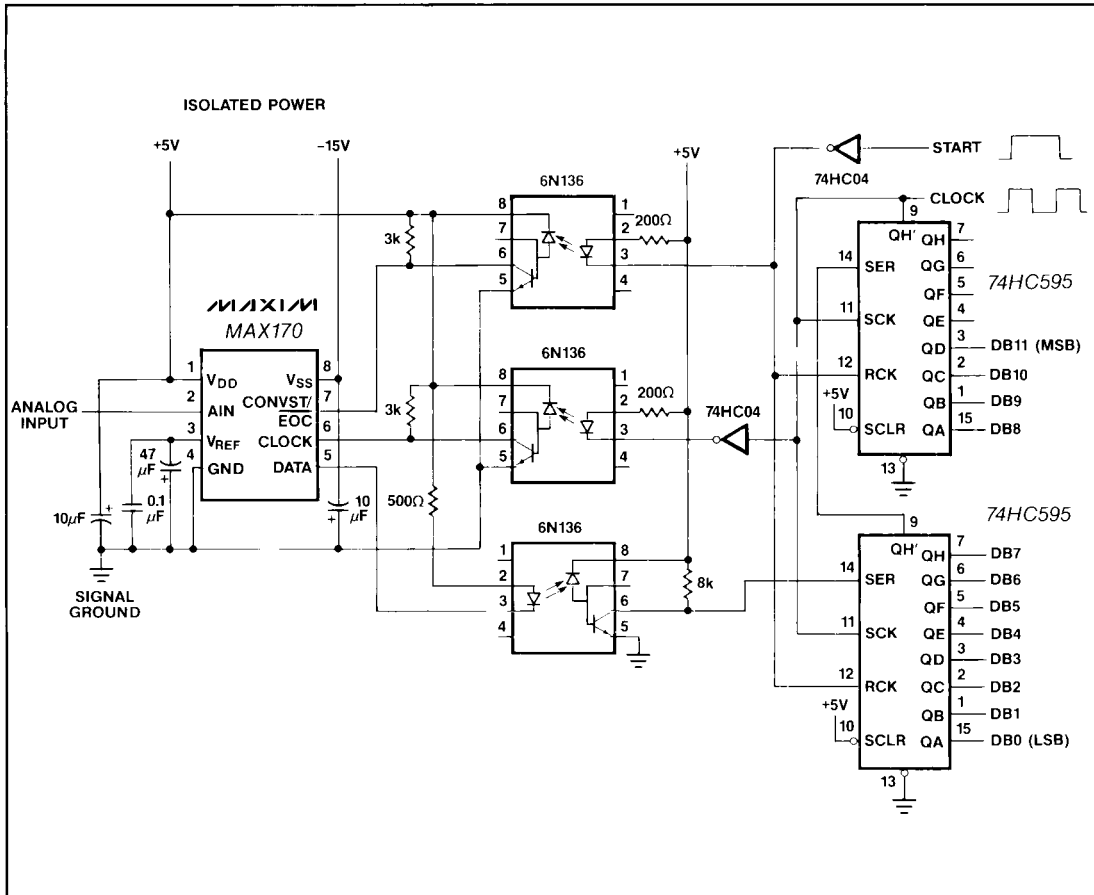 ISOLATED POWER
+5V
-15V
+5V
6N136
8
7
6
5
1
2
3
4
200Ω
3k
74HC04
START
CLOCK
MAXIM
MAX170
1
VDD
2
AIN
3
VREF
4
GND
VSS
8
CONVST/
EOC
7
CLOCK
6
DATA
5
ANALOG
INPUT
47
µF
+
0.1
µF
10µF
+
10
µF
+
SIGNAL
GROUND
6N136
8
7
6
5
1
2
3
4
200Ω
3k
74HC04
500Ω
6N136
1
2
3
4
8
7
6
5
8k
9
QH'
74HC595
14
SER
11
SCK
12
RCK
+5V
10
SCLR
13
QH
7
QG
6
QF
5
QE
4
QD
3
DB11 (MSB)
QC
2
DB10
QB
1
DB9
QA
15
DB8
9
QH'
74HC595
14
SER
11
SCK
12
RCK
+5V
10
SCLR
13
QH
7
DB7
QG
6
DB6
QF
5
DB5
QE
4
DB4
QD
3
DB3
QC
2
DB2
QB
1
DB1
QA
15
DB0 (LSB)